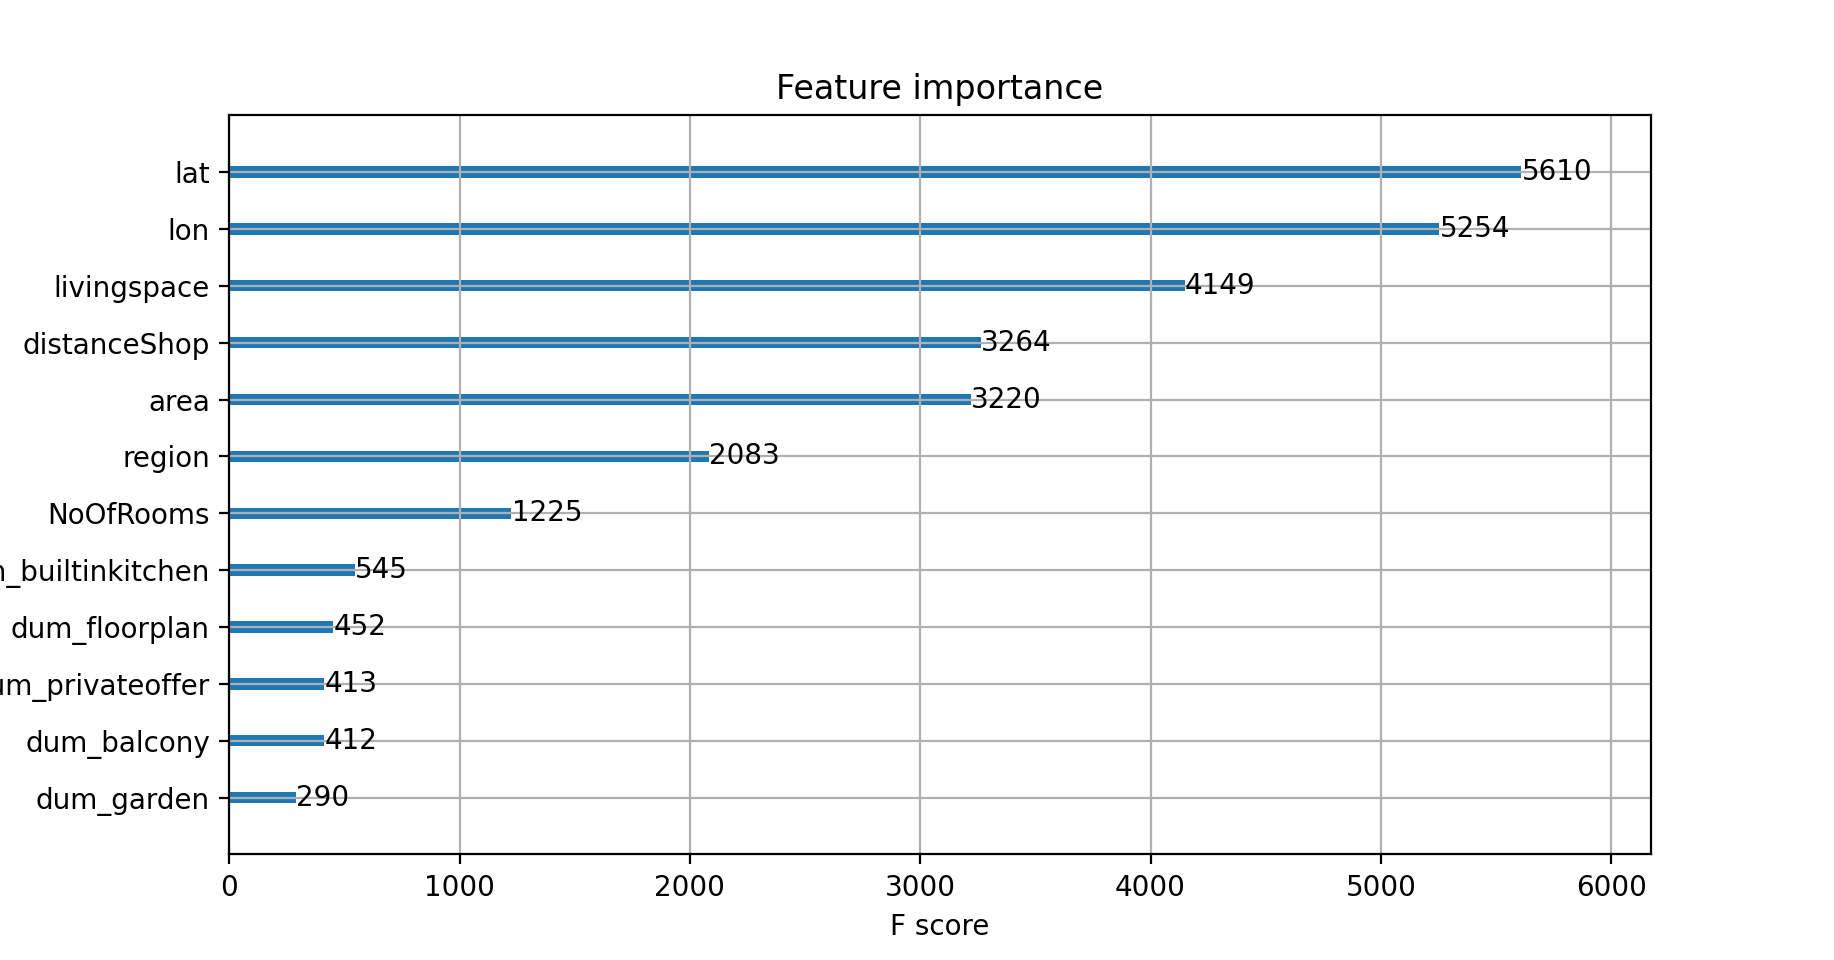 Feature importance
lat 5610
lon 5254
livingspace 4149
distanceShop 3264
area 3220
region 2083
NoOfRooms 1225
_builtinkitchen 545
dum_floorplan 452
um_privateoffer 413
dum_balcony 412
dum_garden 290
0 1000 2000 3000 4000 5000 6000
F score